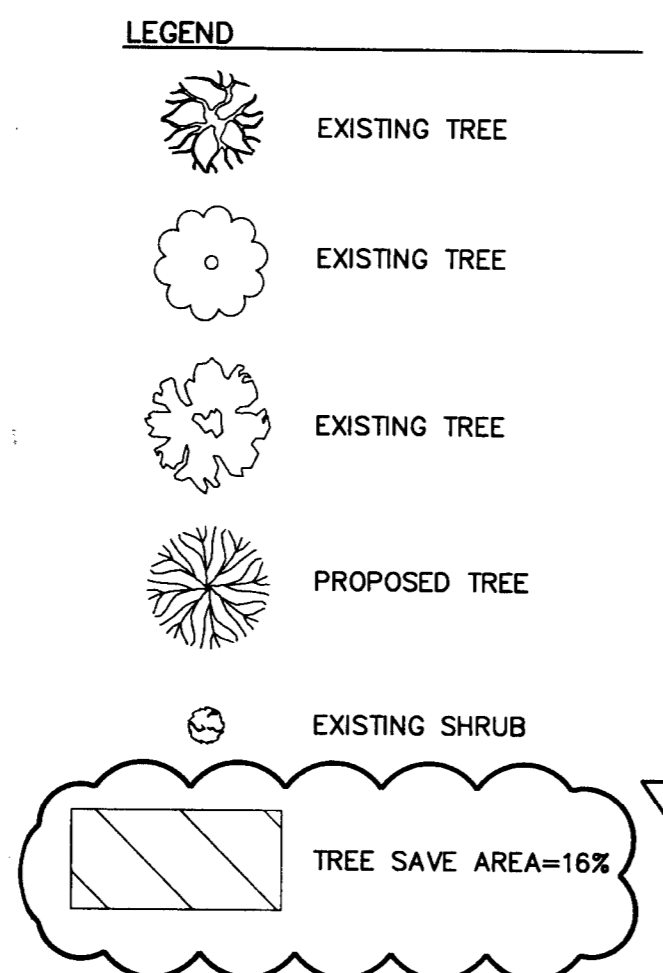 LEGEND
EXISTING TREE
EXISTING TREE
EXISTING TREE
PROPOSED TREE
EXISTING SHRUB
TREE SAVE AREA=16%